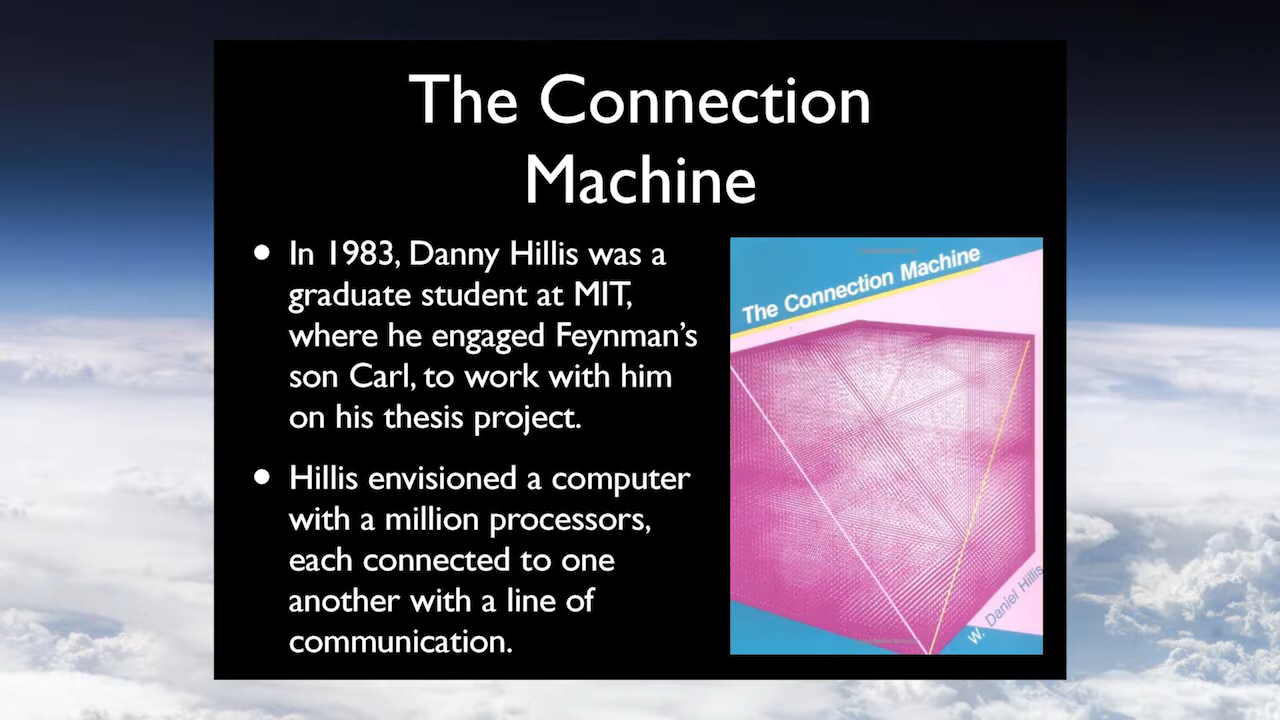 The Connection
Machine
• In 1983, Danny Hillis was a
graduate student at MIT,
where he engaged Feynman's
son Carl, to work with him
on his thesis project.
• Hillis envisioned a computer
with a million processors,
each connected to one
another with a line of
communication.
The Connection Machine
W. Daniel Hillis